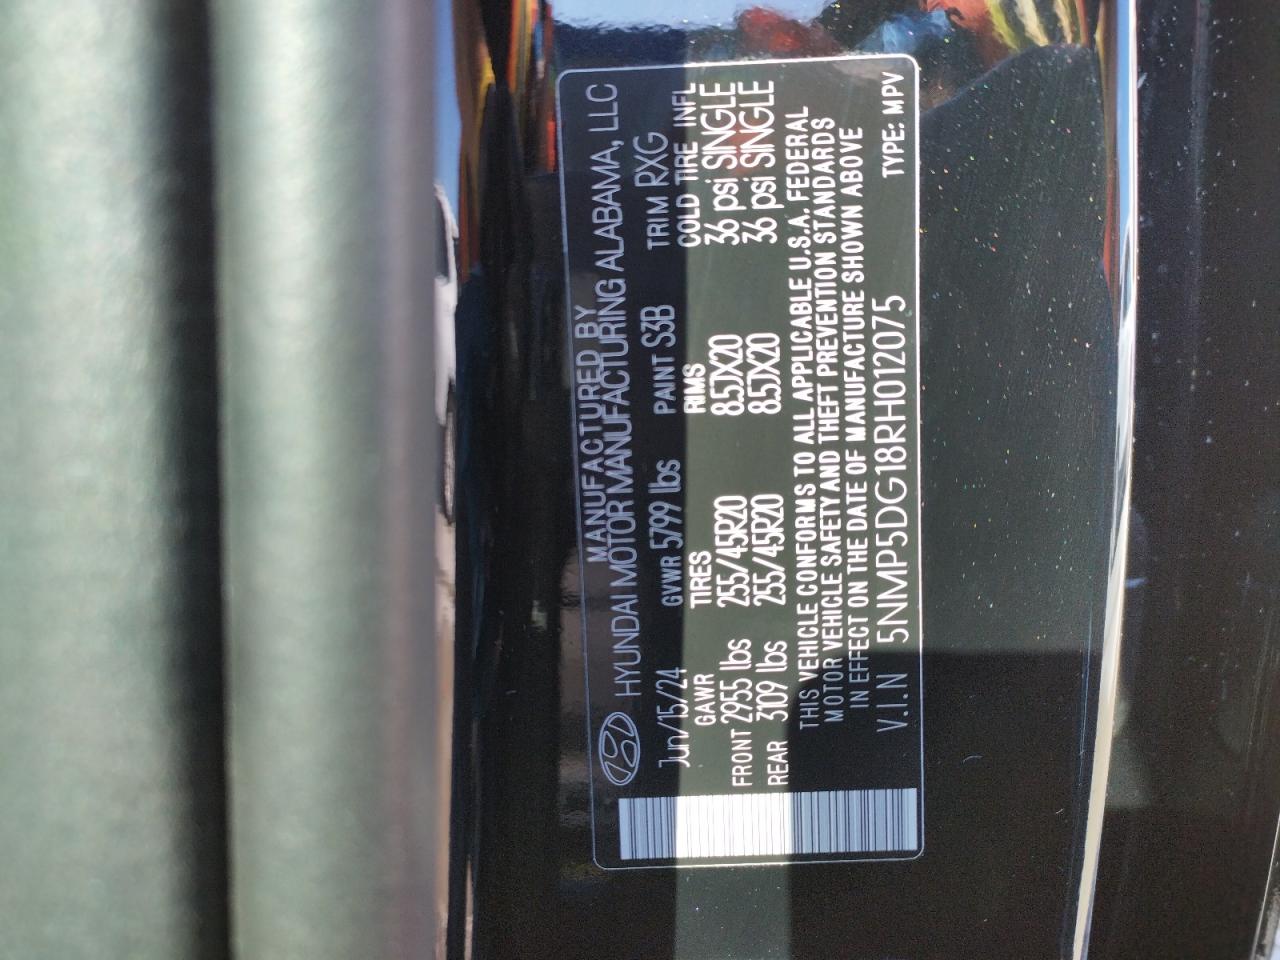 MANUFACTURED BY
HYUNDAI MOTOR MANUFACTURING ALABAMA, LLC
Jun/15/24 GVWR 5799 lbs PAINT S3B TRIM RXG
GAWR TIRES RIMS COLD TIRE INFL
FRONT 2955 lbs 255/45R20 8.5JX20 36 psi SINGLE
REAR 3109 lbs 255/45R20 8.5JX20 36 psi SINGLE
THIS VEHICLE CONFORMS TO ALL APPLICABLE U.S.A. FEDERAL
MOTOR VEHICLE SAFETY AND THEFT PREVENTION STANDARDS
IN EFFECT ON THE DATE OF MANUFACTURE SHOWN ABOVE
V.I.N 5NMP5DG18RH012075 TYPE: MPV